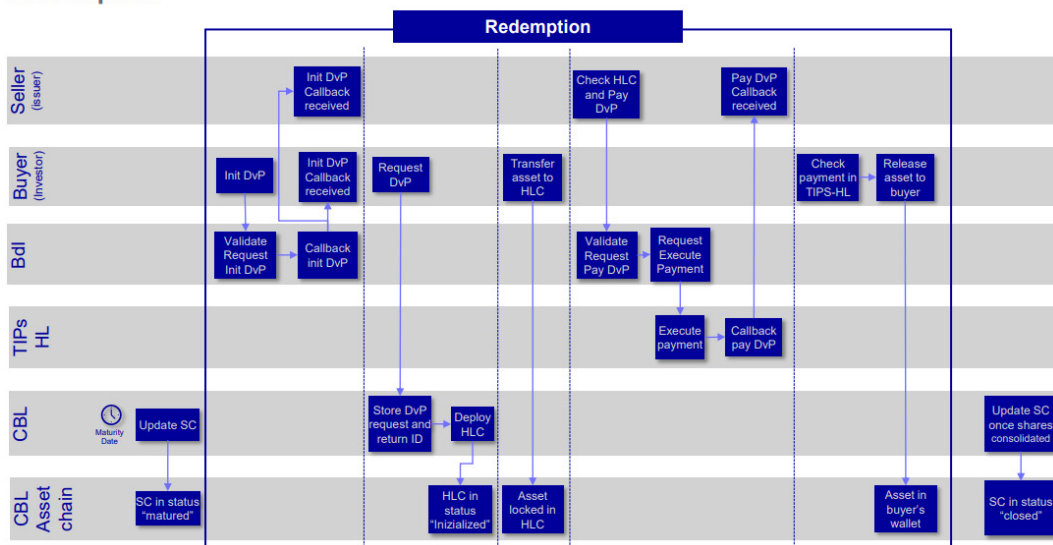 Redemption
Seller
(issuer)
Init DvP
Callback
received
Check HLC
and Pay
DvP
Pay DvP
Callback
received
Buyer
(Investor)
Init DvP
Init DvP
Callback
received
Request
DvP
Transfer
asset to
HLC
Check
payment in
TIPS-HL
Release
asset to
buyer
BdI
Validate
Request
Init DvP
Callback
init DvP
Validate
Request
Pay DvP
Request
Execute
Payment
TIPs
HL
Execute
payment
Callback
pay DvP
CBL
Maturity
Date
Update SC
Store DvP
request and
return ID
Deploy
HLC
Update SC
once shares
consolidated
CBL
Asset
chain
SC in status
“matured”
HLC in
status
“Inizialized”
Asset
locked in
HLC
Asset in
buyer’s
wallet
SC in status
“closed”